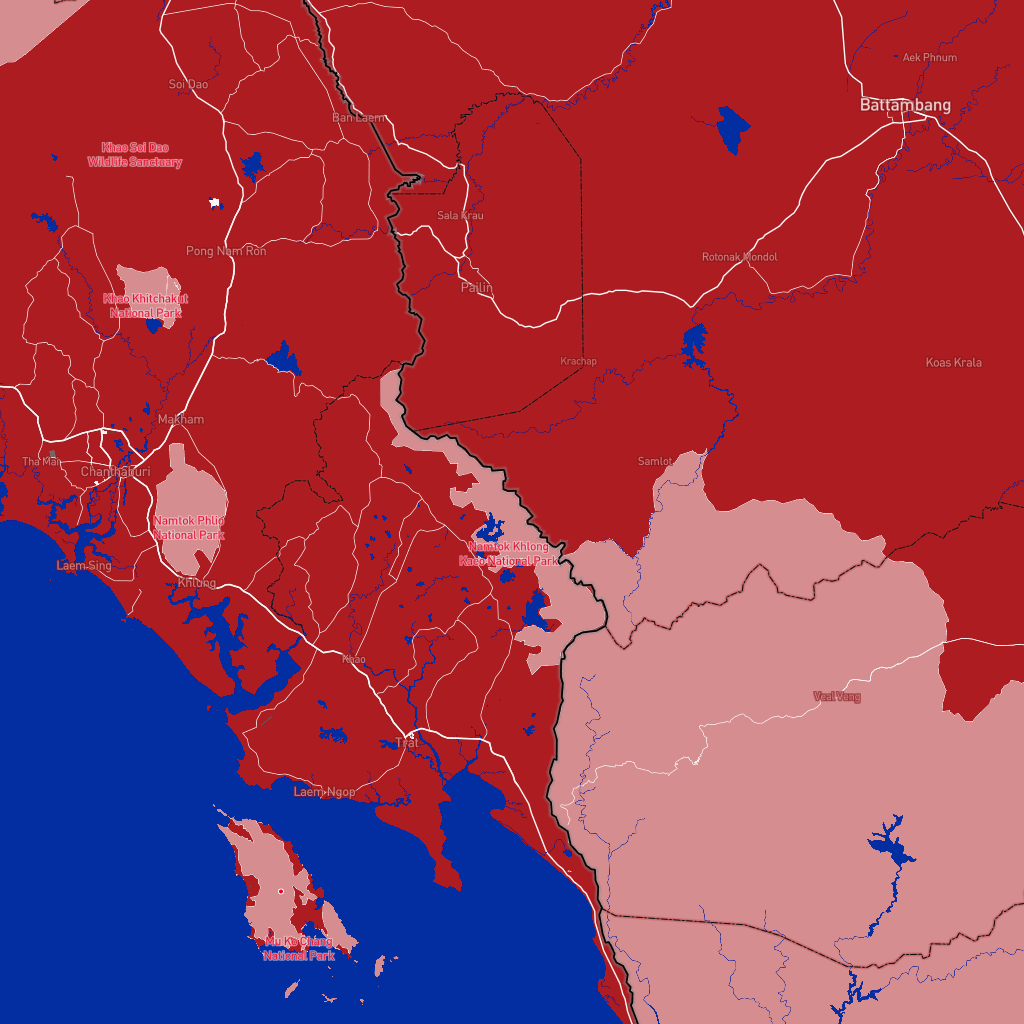 Aek Phnum
Soi Dao
Battambang
Ban Laem
Khao Soi Dao
Wildlife Sanctuary
Sala Krau
Pong Nam Ron
Rotonak Mondol
Pailin
Khao Khitchakut
National Park
Krachap
Koas Krala
Makham
Tha Mai
Chanthaburi
Samlot
Namtok Phlio
National Park
Namtok Khlong
Kaeo National Park
Laem Sing
Khlung
Khao
Veal Veng
Trat
Laem Ngop
Mu Ko Chang
National Park